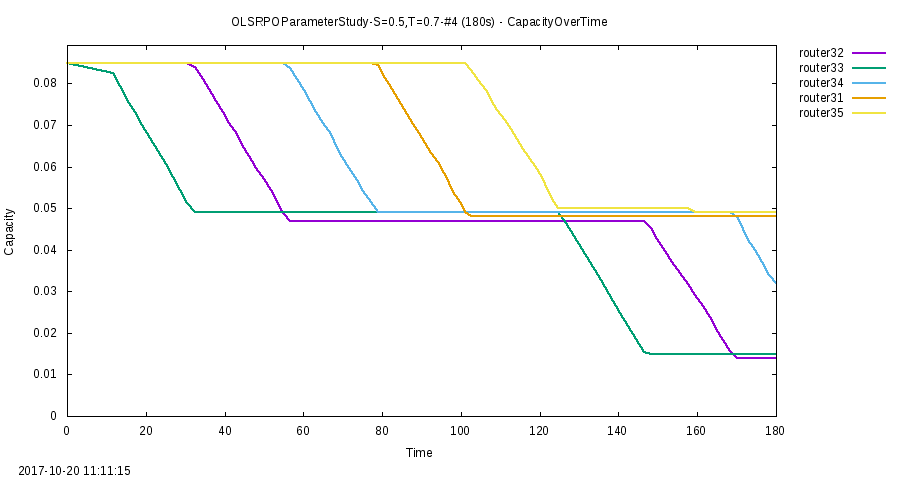 OLSRPOParameterStudy-S=0.5,T=0.7-#4 (180s) - CapacityOverTime
router32
router33
router34
router31
router35
0.08
0.07
0.06
0.05
0.04
0.03
0.02
0.01
0
Capacity
0 20 40 60 80 100 120 140 160 180
Time
2017-10-20 11:11:15